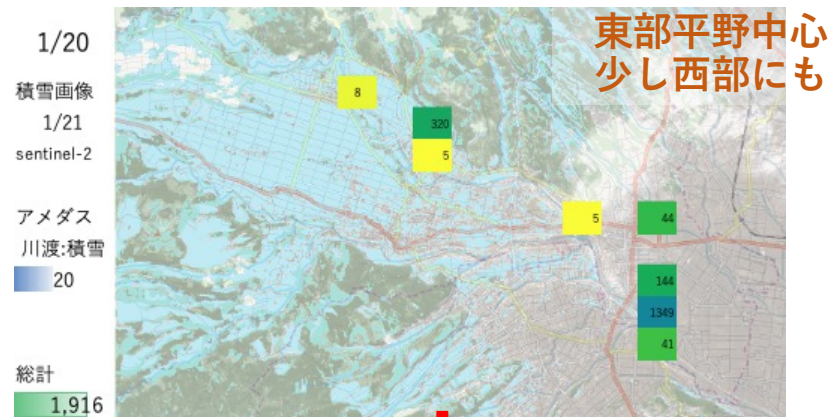 東部平野中心
少し西部にも
1/20
積雪画像
1/21
sentinel-2
アメダス
川渡:積雪
20
総計
1,916
8
320
5
5
44
144
1349
41